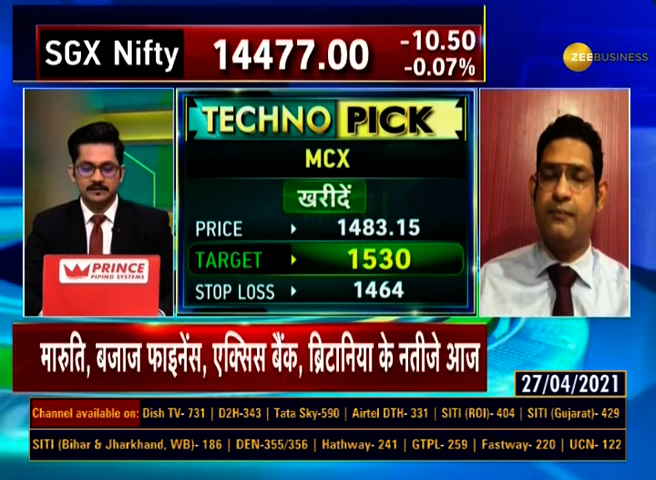 SGX Nifty 14477.00 -10.50
-0.07%
ZEE BUSINESS
TECHNO PICK
MCX
खरीदें
PRICE 1483.15
TARGET 1530
STOP LOSS 1464
PRINCE
PIPING SYSTEMS
मारुति, बजाज फाइनेंस, एक्सिस बैंक, ब्रिटानिया के नतीजे आज
27/04/2021
Channel available on: Dish TV- 731 | D2H-343 | Tata Sky-590 | Airtel DTH- 331 | SITI (ROI)- 404 | SITI (Gujarat)- 429
SITI (Bihar & Jharkhand, WB)- 186 | DEN-355/356 | Hathway- 241 | GTPL- 259 | Fastway- 220 | UCN- 122